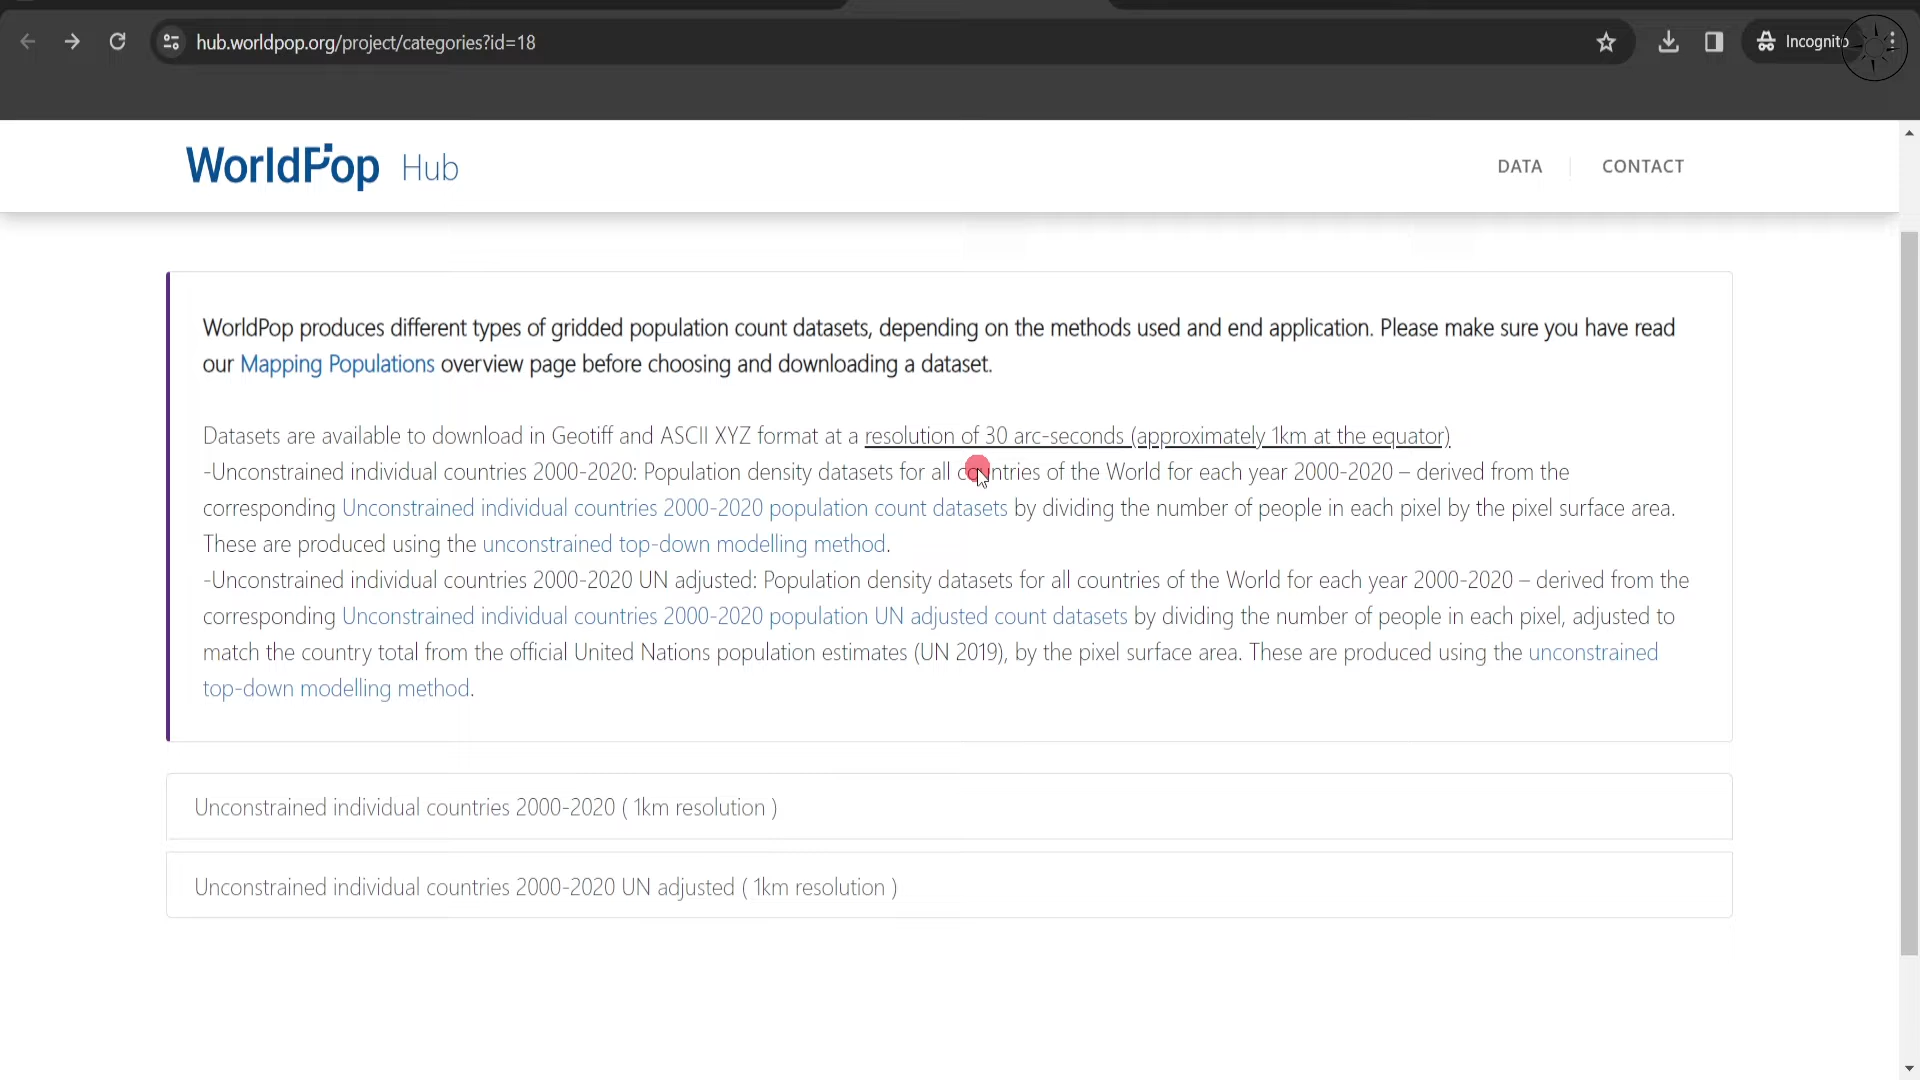 hub.worldpop.org/project/categories?id=18
Incognito
WorldPop Hub
DATA
CONTACT
WorldPop produces different types of gridded population count datasets, depending on the methods used and end application. Please make sure you have read
our Mapping Populations overview page before choosing and downloading a dataset.
Datasets are available to download in Geotiff and ASCII XYZ format at a resolution of 30 arc-seconds (approximately 1km at the equator)
-Unconstrained individual countries 2000-2020: Population density datasets for all countries of the World for each year 2000-2020 – derived from the
corresponding Unconstrained individual countries 2000-2020 population count datasets by dividing the number of people in each pixel by the pixel surface area.
These are produced using the unconstrained top-down modelling method.
-Unconstrained individual countries 2000-2020 UN adjusted: Population density datasets for all countries of the World for each year 2000-2020 – derived from the
corresponding Unconstrained individual countries 2000-2020 population UN adjusted count datasets by dividing the number of people in each pixel, adjusted to
match the country total from the official United Nations population estimates (UN 2019), by the pixel surface area. These are produced using the unconstrained
top-down modelling method.
Unconstrained individual countries 2000-2020 ( 1km resolution )
Unconstrained individual countries 2000-2020 UN adjusted ( 1km resolution )